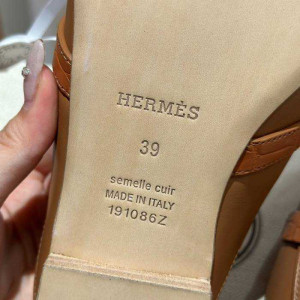 HERMÈS
39
semelle cuir
MADE IN ITALY
191086Z